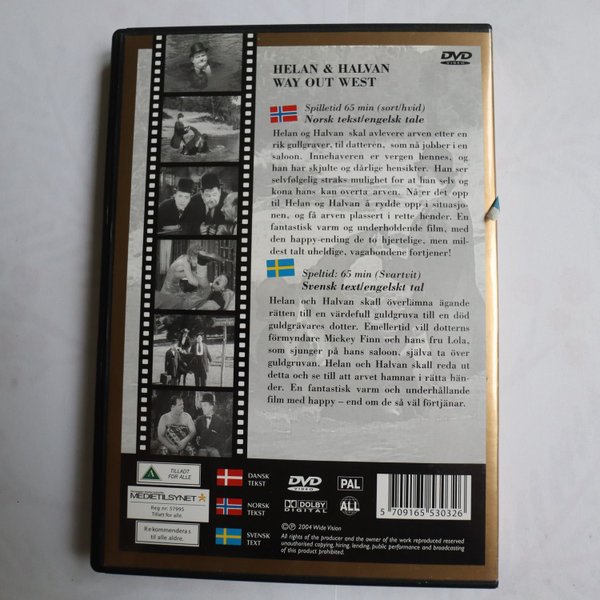 HELAN & HALVAN
WAY OUT WEST
DVD
VIDEO
Spilletid 65 min (sort/hvid)
Norsk tekst/engelsk tale
Helan og Halvan skal avlevere arven etter en
rik gullgraver, til datteren, som nå jobber i en
saloon. Innehaveren er vergen hennes, og
han har skjulte og dårlige hensikter. Han ser
selvfølgelig straks mulighet for at han selv og
kona hans kan overta arven. Nå er det opp
til Helan og Halvan å rydde opp i situasjo-
nen, og få arven plassert i rette hender. En
fantastisk varm og underholdende film, med
den happy-ending de to hjertelige, men mil-
dest talt uheldige, vagabondene fortjener!
Speltid: 65 min (Svartvit)
Svensk text/engelskt tal
Helan och Halvan skall överlämna ägande
rätten till en värdefull guldgruva till en död
guldgrävares dotter. Emellertid vill dotterns
förmyndare Mickey Finn och hans fru Lola,
som sjunger på hans saloon, själva ta över
guldgruvan. Helan och Halvan skall reda ut
detta och se till att arvet hamnar i rätta hän-
der. En fantastisk varm och underhållande
film med happy – end om de så väl förtjänar.
TILLADT
FOR ALLE
MEDIETILSYNET
Reg nr: 57995
Tillatt for alle.
Rekommenderas
til alle aldre.
DANSK
TEKST
NORSK
TEKST
SVENSK
TEXT
DVD
VIDEO
PAL
DOLBY
DIGITAL
ALL
5 709165 530326
©℗ 2004 Wide Vision
All rights of the producer and the owner of the work reproduced reserved
unauthorised copying, hiring, lending, public performance and broadcasting
of this product prohibited.